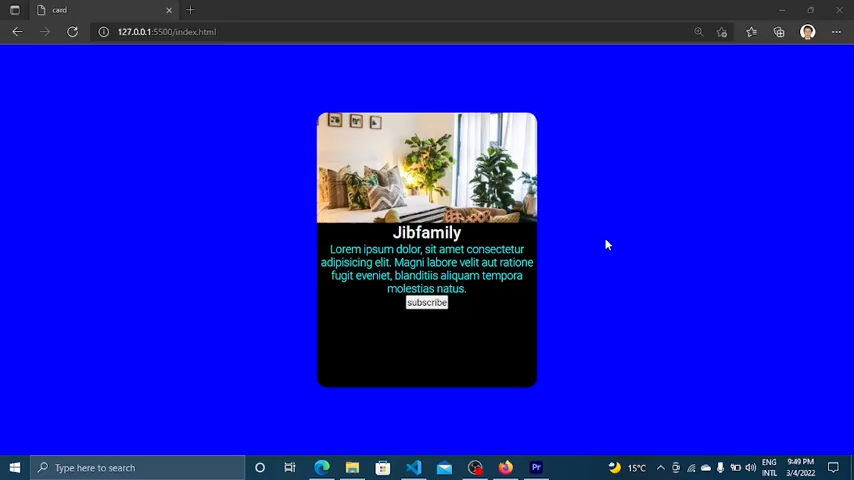 card
127.0.0.1:5500/index.html
Jibfamily
Lorem ipsum dolor, sit amet consectetur
adipisicing elit. Magni labore velit aut ratione
fugit eveniet, blanditiis aliquam tempora
molestias natus.
subscribe
Type here to search
Pr
15°C
ENG
INTL
9:49 PM
3/4/2022